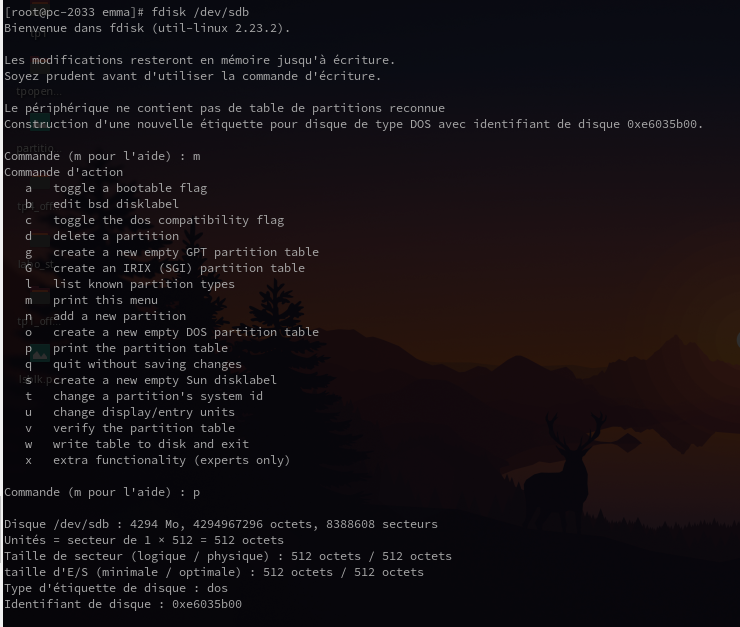 [root@pc-2033 emma]# fdisk /dev/sdb
Bienvenue dans fdisk (util-linux 2.23.2).
Les modifications resteront en mémoire jusqu'à écriture.
Soyez prudent avant d'utiliser la commande d'écriture.
Le périphérique ne contient pas de table de partitions reconnue
Construction d'une nouvelle étiquette pour disque de type DOS avec identifiant de disque 0xe6035b00.
Commande (m pour l'aide) : m
Commande d'action
a   toggle a bootable flag
b   edit bsd disklabel
c   toggle the dos compatibility flag
d   delete a partition
g   create a new empty GPT partition table
G   create an IRIX (SGI) partition table
l   list known partition types
m   print this menu
n   add a new partition
o   create a new empty DOS partition table
p   print the partition table
q   quit without saving changes
s   create a new empty Sun disklabel
t   change a partition's system id
u   change display/entry units
v   verify the partition table
w   write table to disk and exit
x   extra functionality (experts only)
Commande (m pour l'aide) : p
Disque /dev/sdb : 4294 Mo, 4294967296 octets, 8388608 secteurs
Unités = secteur de 1 × 512 = 512 octets
Taille de secteur (logique / physique) : 512 octets / 512 octets
taille d'E/S (minimale / optimale) : 512 octets / 512 octets
Type d'étiquette de disque : dos
Identifiant de disque : 0xe6035b00